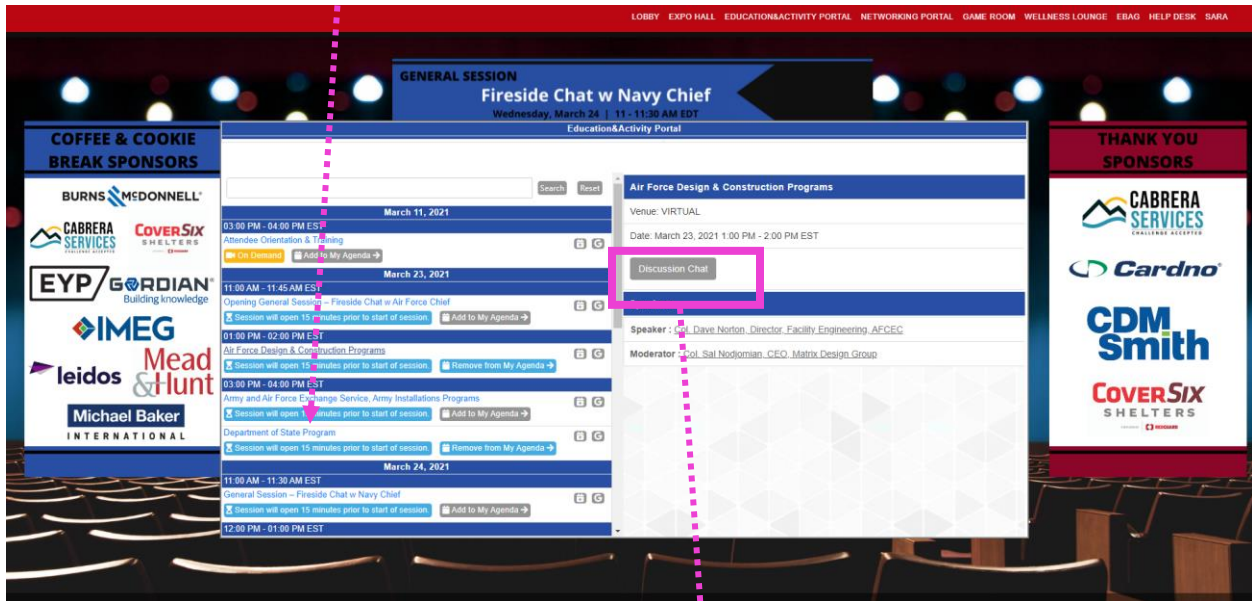 LOBBY EXPO HALL EDUCATION&ACTIVITY PORTAL NETWORKING PORTAL GAME ROOM WELLNESS LOUNGE EBAG HELP DESK SARA
GENERAL SESSION
Fireside Chat w Navy Chief
Wednesday, March 24 | 11 - 11:30 AM EDT
Education&Activity Portal
COFFEE & COOKIE
BREAK SPONSORS
BURNS McDONNELL
CABRERA
SERVICES
CHALLENGE ACCEPTED
COVERSIX
SHELTERS
EYP/
GORDIAN
Building knowledge
IMEG
leidos
Mead
&Hunt
Michael Baker
INTERNATIONAL
Search Reset
March 11, 2021
03:00 PM - 04:00 PM EST
Attendee Orientation & Training
On Demand Add to My Agenda
March 23, 2021
11:00 AM - 11:45 AM EST
Opening General Session – Fireside Chat w Air Force Chief
Session will open 15 minutes prior to start of session. Add to My Agenda
01:00 PM - 02:00 PM EST
Air Force Design & Construction Programs
Session will open 15 minutes prior to start of session. Remove from My Agenda
03:00 PM - 04:00 PM EST
Army and Air Force Exchange Service, Army Installations Programs
Session will open 15 minutes prior to start of session. Add to My Agenda
Department of State Program
Session will open 15 minutes prior to start of session. Remove from My Agenda
March 24, 2021
11:00 AM - 11:30 AM EST
General Session – Fireside Chat w Navy Chief
Session will open 15 minutes prior to start of session. Add to My Agenda
12:00 PM - 01:00 PM EST
Air Force Design & Construction Programs
Venue: VIRTUAL
Date: March 23, 2021 1:00 PM - 2:00 PM EST
Discussion Chat
Speaker : Col. Dave Norton, Director, Facility Engineering, AFCEC
Moderator : Col. Sal Nodjomian, CEO, Matrix Design Group
THANK YOU
SPONSORS
CABRERA
SERVICES
CHALLENGE ACCEPTED
Cardno
CDM
Smith
COVERSIX
SHELTERS